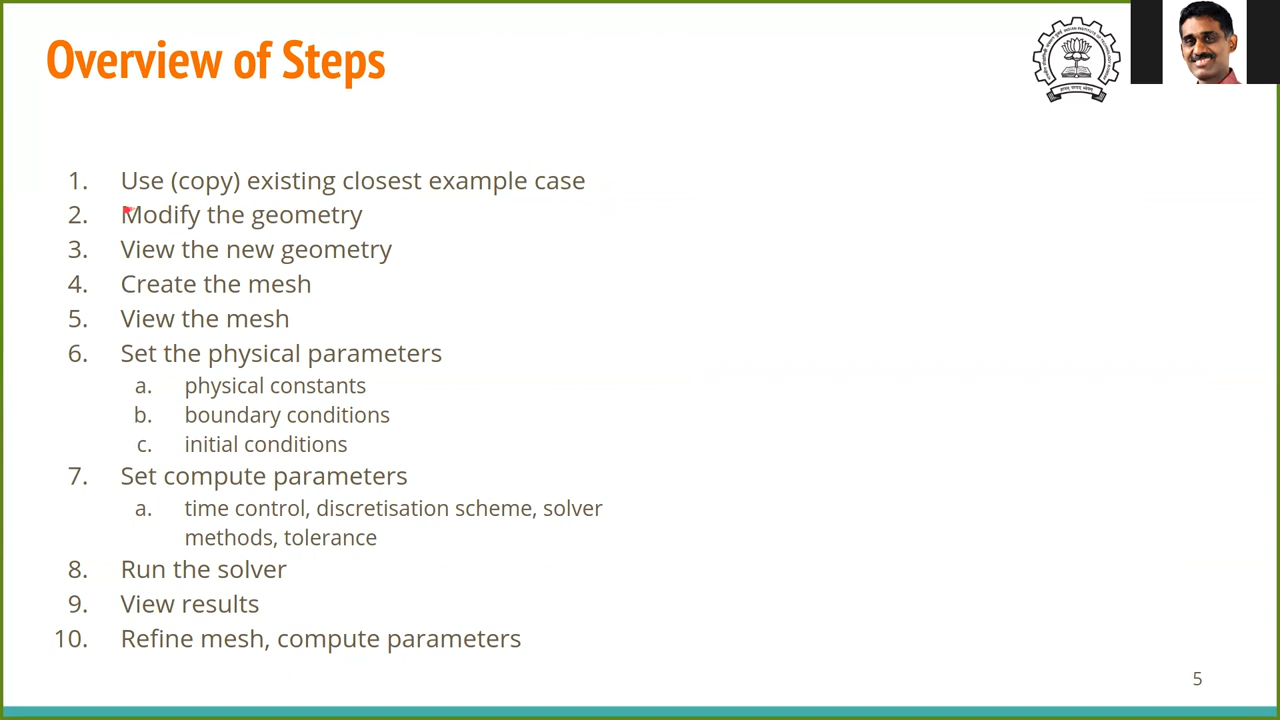 Overview of Steps
1. Use (copy) existing closest example case
2. Modify the geometry
3. View the new geometry
4. Create the mesh
5. View the mesh
6. Set the physical parameters
a. physical constants
b. boundary conditions
c. initial conditions
7. Set compute parameters
a. time control, discretisation scheme, solver
methods, tolerance
8. Run the solver
9. View results
10. Refine mesh, compute parameters
5